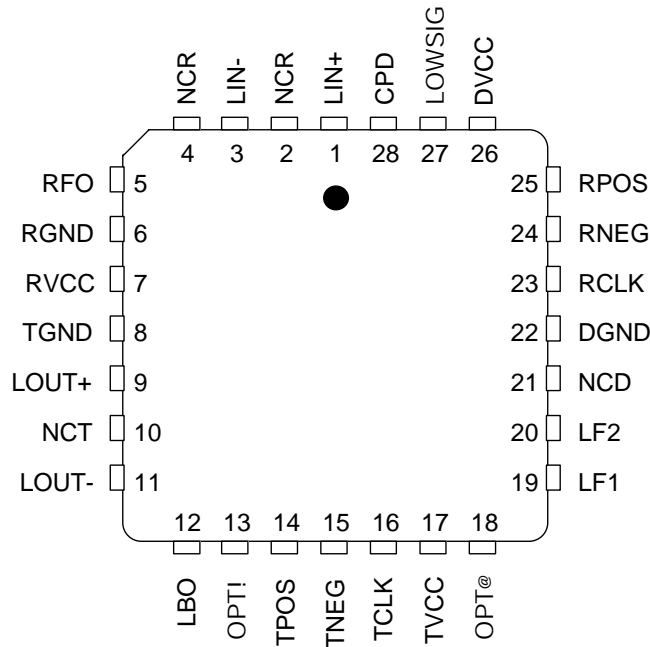 NCR LIN- NCR LIN+ CPD LOWSIG DVCC
4 3 2 1 28 27 26
RFO 5 25 RPOS
RGND 6 24 RNEG
RVCC 7 23 RCLK
TGND 8 22 DGND
LOUT+ 9 21 NCD
NCT 10 20 LF2
LOUT- 11 19 LF1
12 13 14 15 16 17 18
LBO OPT! TPOS TNEG TCLK TVCC OPT@